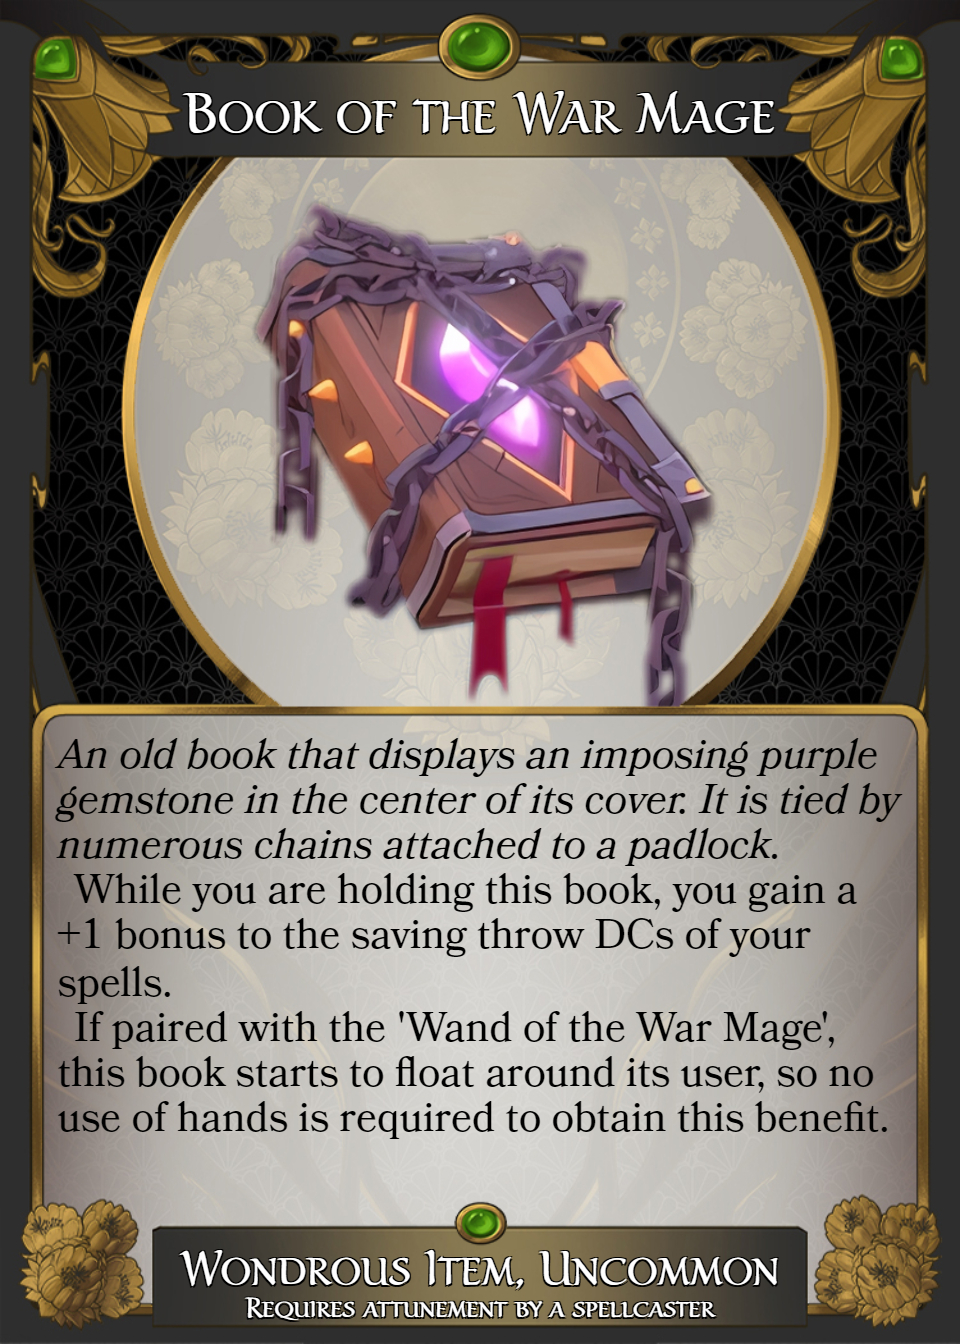 Book of the War Mage
An old book that displays an imposing purple
gemstone in the center of its cover. It is tied by
numerous chains attached to a padlock.
While you are holding this book, you gain a
+1 bonus to the saving throw DCs of your
spells.
If paired with the 'Wand of the War Mage',
this book starts to float around its user, so no
use of hands is required to obtain this benefit.
Wondrous Item, Uncommon
Requires attunement by a spellcaster